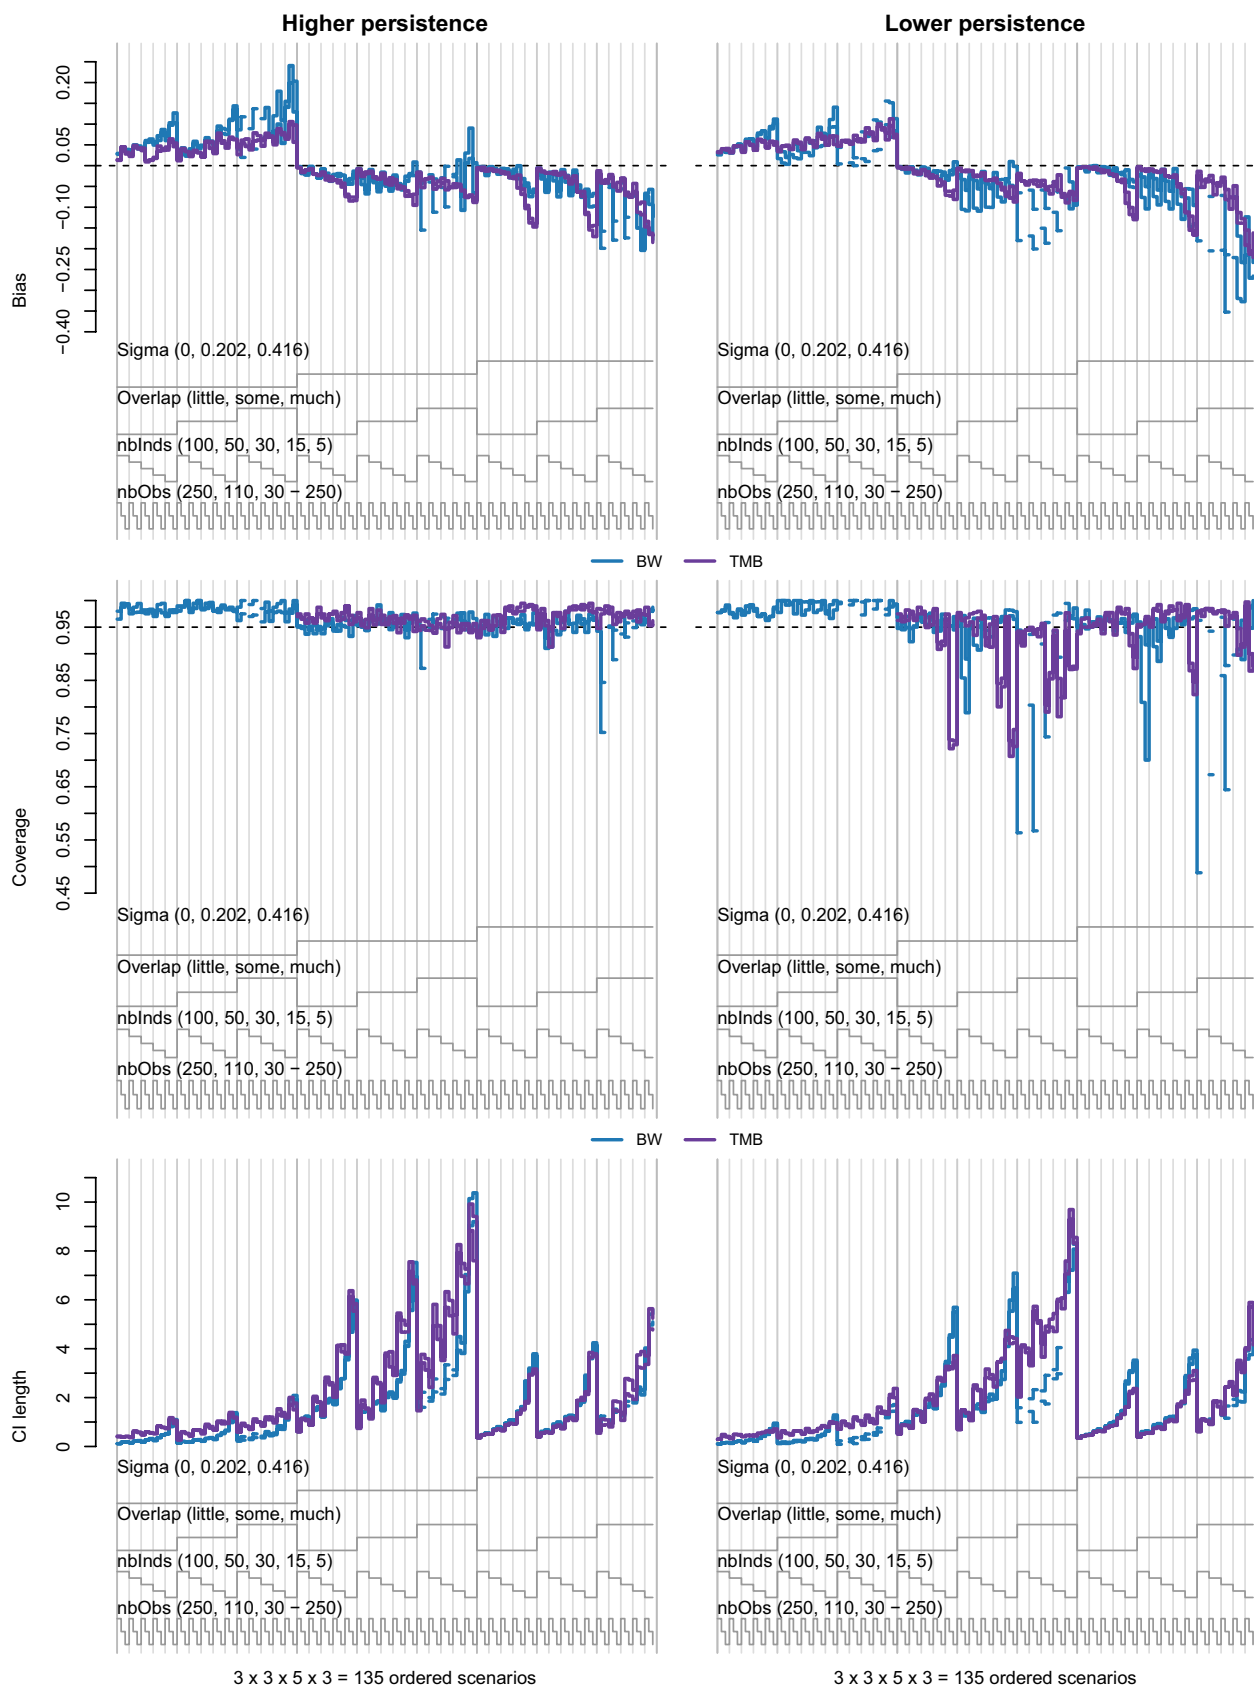 Higher persistence
Lower persistence
Bias
0.20
0.05
−0.10
−0.25
−0.40
Sigma (0, 0.202, 0.416)
Overlap (little, some, much)
nbInds (100, 50, 30, 15, 5)
nbObs (250, 110, 30 − 250)
Sigma (0, 0.202, 0.416)
Overlap (little, some, much)
nbInds (100, 50, 30, 15, 5)
nbObs (250, 110, 30 − 250)
BW TMB
Coverage
0.95
0.85
0.75
0.65
0.55
0.45
Sigma (0, 0.202, 0.416)
Overlap (little, some, much)
nbInds (100, 50, 30, 15, 5)
nbObs (250, 110, 30 − 250)
Sigma (0, 0.202, 0.416)
Overlap (little, some, much)
nbInds (100, 50, 30, 15, 5)
nbObs (250, 110, 30 − 250)
BW TMB
CI length
10
8
6
4
2
0
Sigma (0, 0.202, 0.416)
Overlap (little, some, much)
nbInds (100, 50, 30, 15, 5)
nbObs (250, 110, 30 − 250)
Sigma (0, 0.202, 0.416)
Overlap (little, some, much)
nbInds (100, 50, 30, 15, 5)
nbObs (250, 110, 30 − 250)
3 x 3 x 5 x 3 = 135 ordered scenarios
3 x 3 x 5 x 3 = 135 ordered scenarios